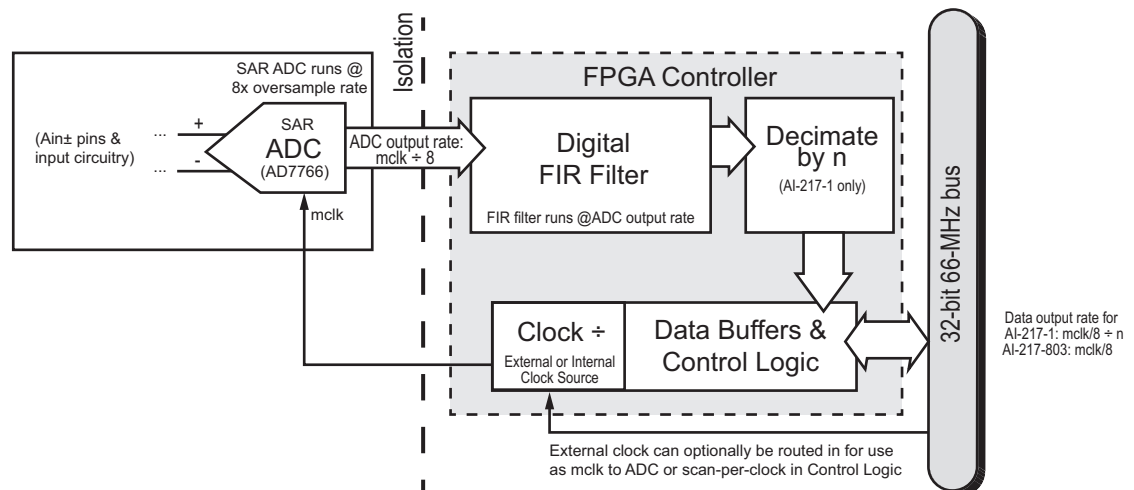 SAR ADC runs @
8x oversample rate
(Ain± pins &
input circuitry)
...
+
...
-
SAR
ADC
(AD7766)
mclk
ADC output rate:
mclk ÷ 8
Isolation
FPGA Controller
Digital
FIR Filter
FIR filter runs @ADC output rate
Decimate
by n
(AI-217-1 only)
Clock ÷
External or Internal
Clock Source
Data Buffers &
Control Logic
External clock can optionally be routed in for use
as mclk to ADC or scan-per-clock in Control Logic
32-bit 66-MHz bus
Data output rate for
AI-217-1: mclk/8 ÷ n
AI-217-803: mclk/8